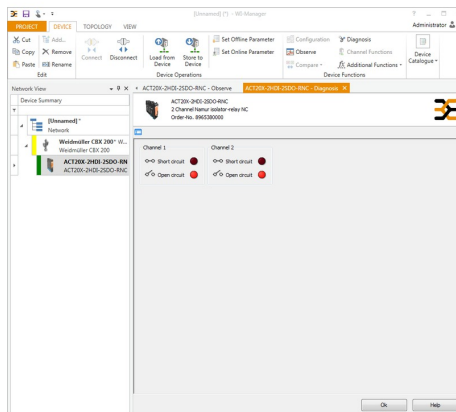 [Unnamed] (*) - WI-Manager
PROJECT DEVICE TOPOLOGY VIEW Administrator
Cut Add...
Copy Remove
Paste Rename
Edit
Connect Disconnect
Load from Device
Store to Device
Set Offline Parameter
Set Online Parameter
Device Operations
Configuration Diagnosis
Observe Channel Functions
Compare Additional Functions
Device Functions
Device Catalogue
Network View
Device Summary
[Unnamed] *
Network
Weidmüller CBX 200* W...
Weidmüller CBX 200
ACT20X-2HDI-2SDO-RN
ACT20X-2HDI-2SDO-RNC
ACT20X-2HDI-2SDO-RNC - Observe ACT20X-2HDI-2SDO-RNC - Diagnosis
ACT20X-2HDI-2SDO-RNC
2 Channel Namur isolator-relay NC
Order-No. 8965380000
Channel 1 Channel 2
Short circuit Short circuit
Open circuit Open circuit
Ok Help